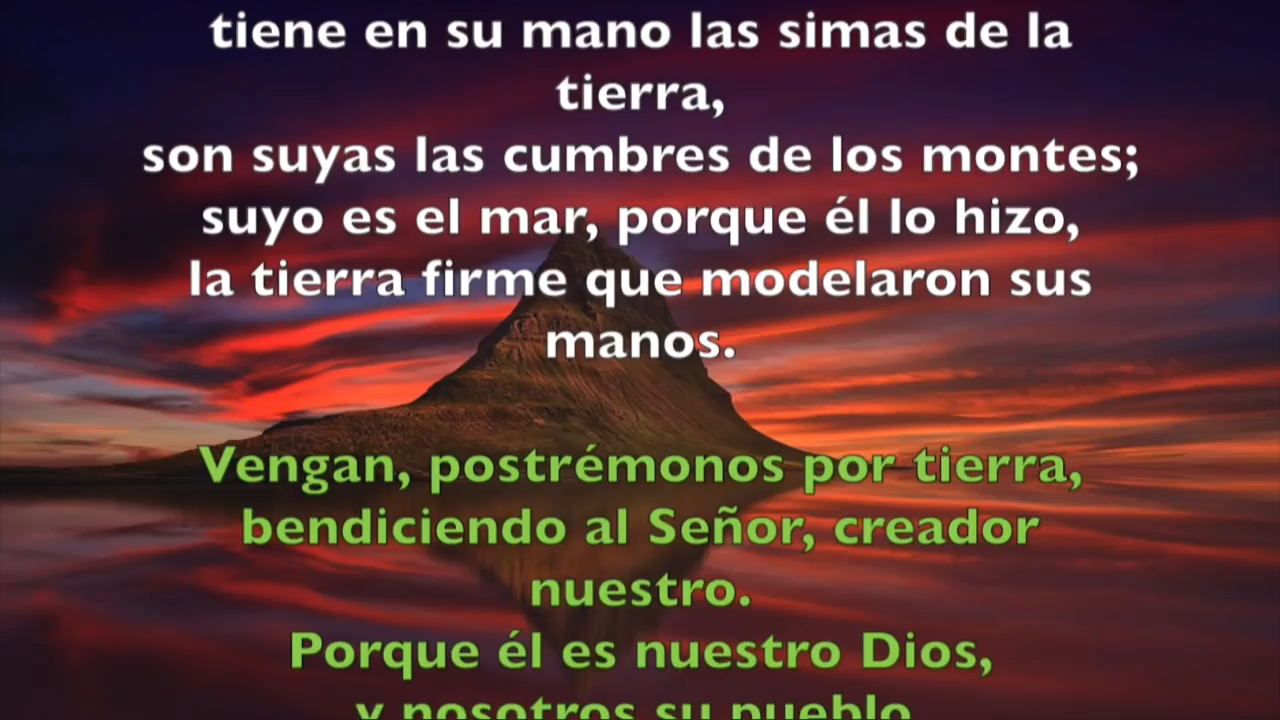 tiene en su mano las simas de la
tierra,
son suyas las cumbres de los montes;
suyo es el mar, porque él lo hizo,
la tierra firme que modelaron sus
manos.
Vengan, postrémonos por tierra,
bendiciendo al Señor, creador
nuestro.
Porque él es nuestro Dios,
y nosotros su pueblo